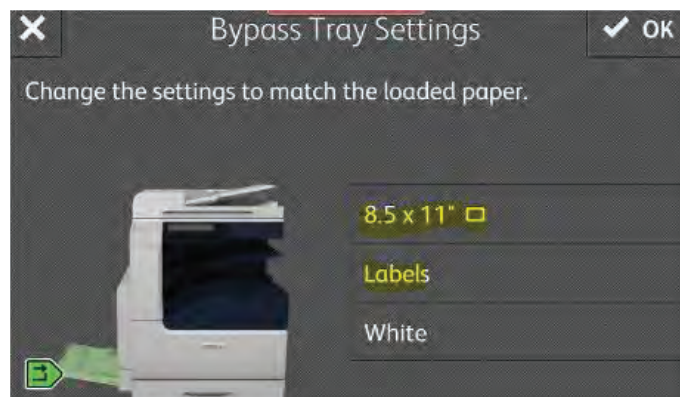 Bypass Tray Settings
✔ OK
Change the settings to match the loaded paper.
8.5 x 11"
Labels
White